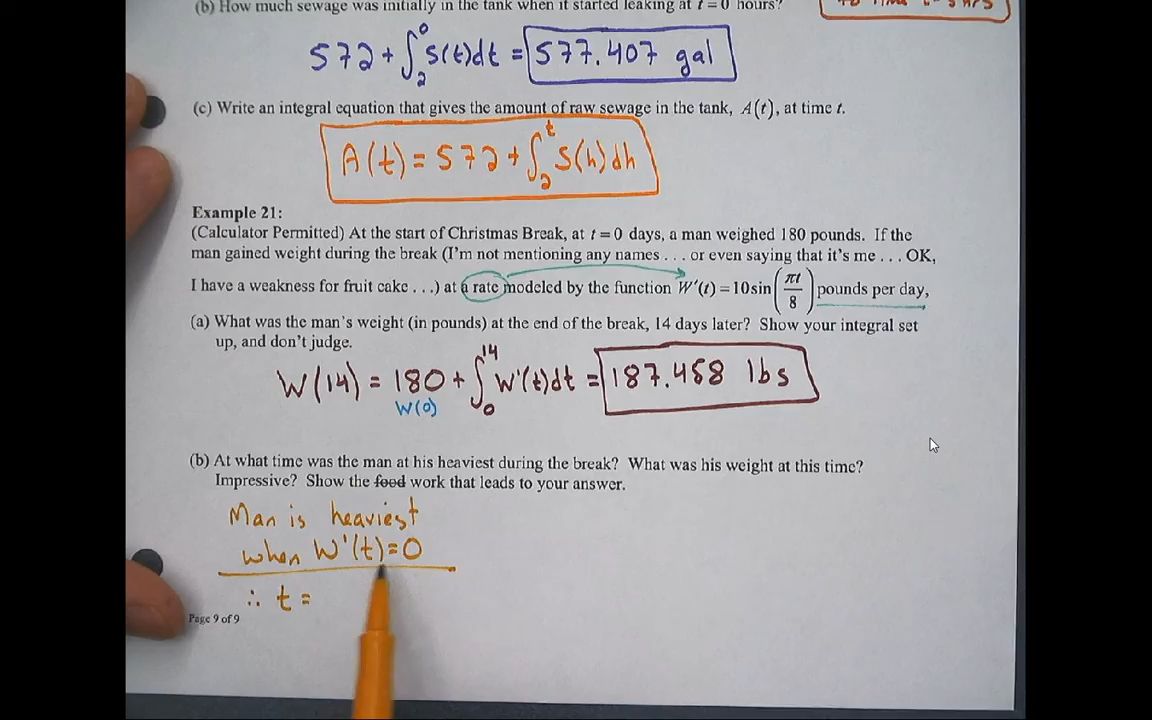 (b) How much sewage was initially in the tank when it started leaking at t = 0 hours?
572 + ∫₂⁰ s(t)dt = 577.407 gal
(c) Write an integral equation that gives the amount of raw sewage in the tank, A(t), at time t.
A(t) = 572 + ∫₂ᵗ s(h)dh
Example 21:
(Calculator Permitted) At the start of Christmas Break, at t = 0 days, a man weighed 180 pounds. If the
man gained weight during the break (I'm not mentioning any names . . . or even saying that it's me . . . OK,
I have a weakness for fruit cake . . .) at a rate modeled by the function W'(t) = 10 sin(πt/8) pounds per day,
(a) What was the man's weight (in pounds) at the end of the break, 14 days later? Show your integral set
up, and don't judge.
W(14) = 180 + ∫₀¹⁴ W'(t)dt = 187.458 lbs
W(0)
(b) At what time was the man at his heaviest during the break? What was his weight at this time?
Impressive? Show the food work that leads to your answer.
Man is heaviest
when W'(t)=0
∴ t =
Page 9 of 9